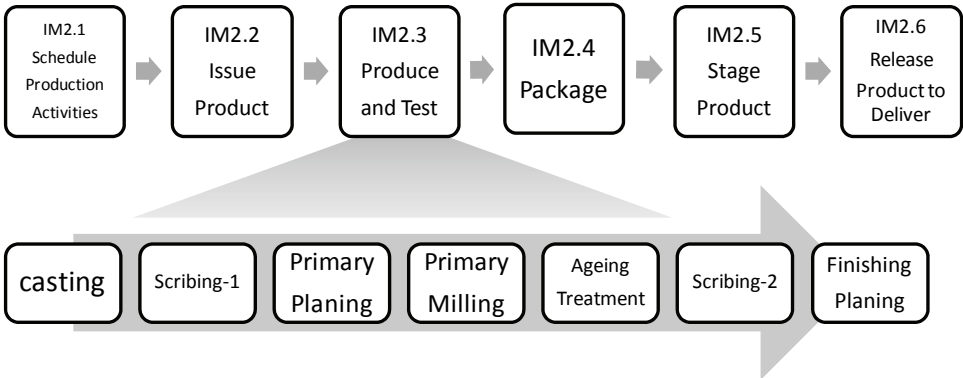 IM2.1
Schedule
Production
Activities
IM2.2
Issue
Product
IM2.3
Produce
and Test
IM2.4
Package
IM2.5
Stage
Product
IM2.6
Release
Product to
Deliver
casting
Scribing-1
Primary
Planing
Primary
Milling
Ageing
Treatment
Scribing-2
Finishing
Planing